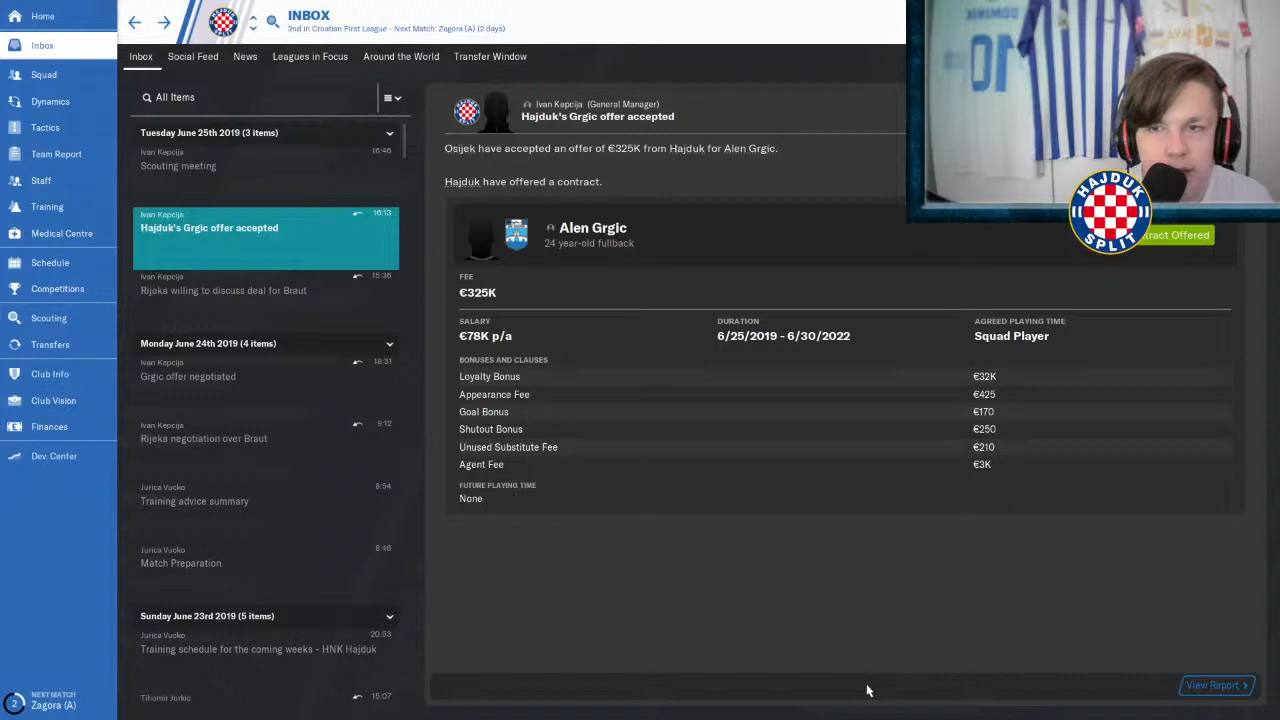 Home
Inbox
Squad
Dynamics
Tactics
Team Report
Staff
Training
Medical Centre
Schedule
Competitions
Scouting
Transfers
Club Info
Club Vision
Finances
Dev. Center
2
NEXT MATCH
Zagora (A)
INBOX
2nd in Croatian First League - Next Match: Zagora (A) (2 days)
Inbox Social Feed News Leagues in Focus Around the World Transfer Window
All Items
Tuesday June 25th 2019 (3 items)
Ivan Kepcija 16:46
Scouting meeting
Ivan Kepcija 16:13
Hajduk's Grgic offer accepted
Ivan Kepcija 15:36
Rijeka willing to discuss deal for Braut
Monday June 24th 2019 (4 items)
Ivan Kepcija 18:31
Grgic offer negotiated
Ivan Kepcija 9:12
Rijeka negotiation over Braut
Jurica Vucko 8:54
Training advice summary
Jurica Vucko 8:46
Match Preparation
Sunday June 23rd 2019 (5 items)
Jurica Vucko 20:53
Training schedule for the coming weeks - HNK Hajduk
Tihomir Jurkic 15:07
Ivan Kepcija (General Manager)
Hajduk's Grgic offer accepted
Osijek have accepted an offer of €325K from Hajduk for Alen Grgic.
Hajduk have offered a contract.
Alen Grgic
24 year-old fullback
tract Offered
FEE
€325K
SALARY DURATION AGREED PLAYING TIME
€78K p/a 6/25/2019 - 6/30/2022 Squad Player
BONUSES AND CLAUSES
Loyalty Bonus €32K
Appearance Fee €425
Goal Bonus €170
Shutout Bonus €250
Unused Substitute Fee €210
Agent Fee €3K
FUTURE PLAYING TIME
None
View Report
10
HAJDUK
SPLIT